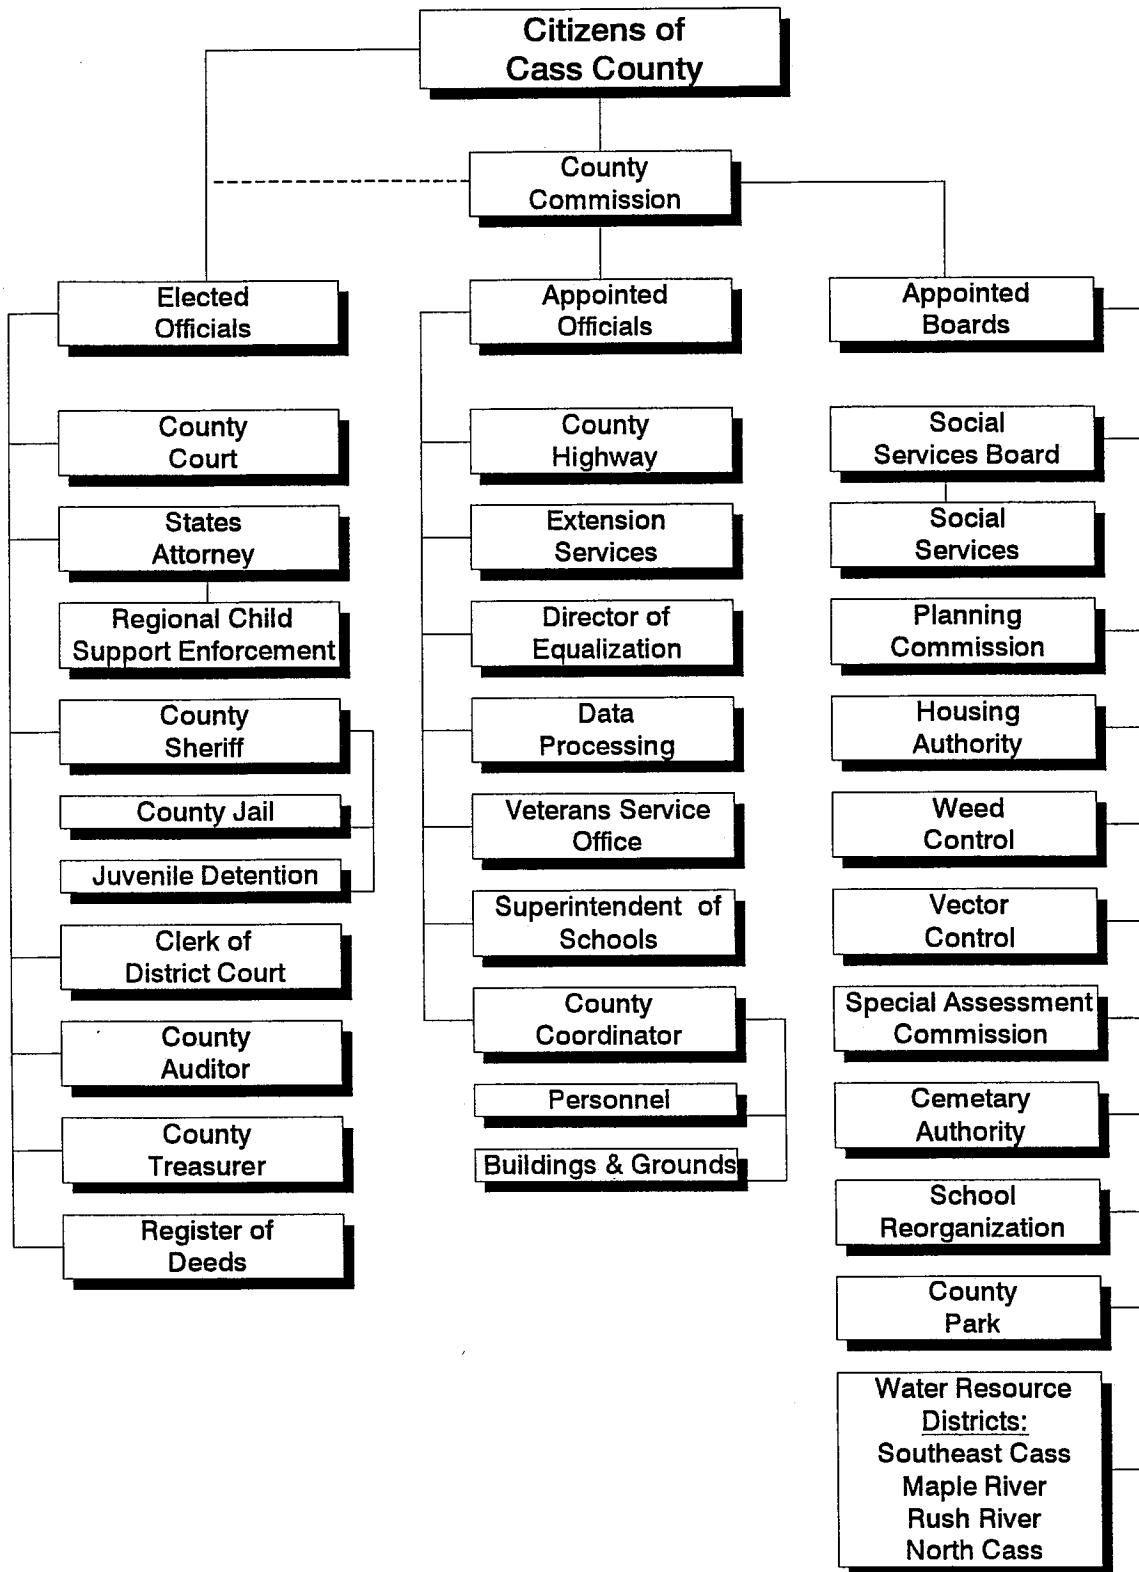 Citizens of
Cass County
County
Commission
Elected
Officials
County
Court
States
Attorney
Regional Child
Support Enforcement
County
Sheriff
County Jail
Juvenile Detention
Clerk of
District Court
County
Auditor
County
Treasurer
Register of
Deeds
Appointed
Officials
County
Highway
Extension
Services
Director of
Equalization
Data
Processing
Veterans Service
Office
Superintendent of
Schools
County
Coordinator
Personnel
Buildings & Grounds
Appointed
Boards
Social
Services Board
Social
Services
Planning
Commission
Housing
Authority
Weed
Control
Vector
Control
Special Assessment
Commission
Cemetary
Authority
School
Reorganization
County
Park
Water Resource
Districts:
Southeast Cass
Maple River
Rush River
North Cass